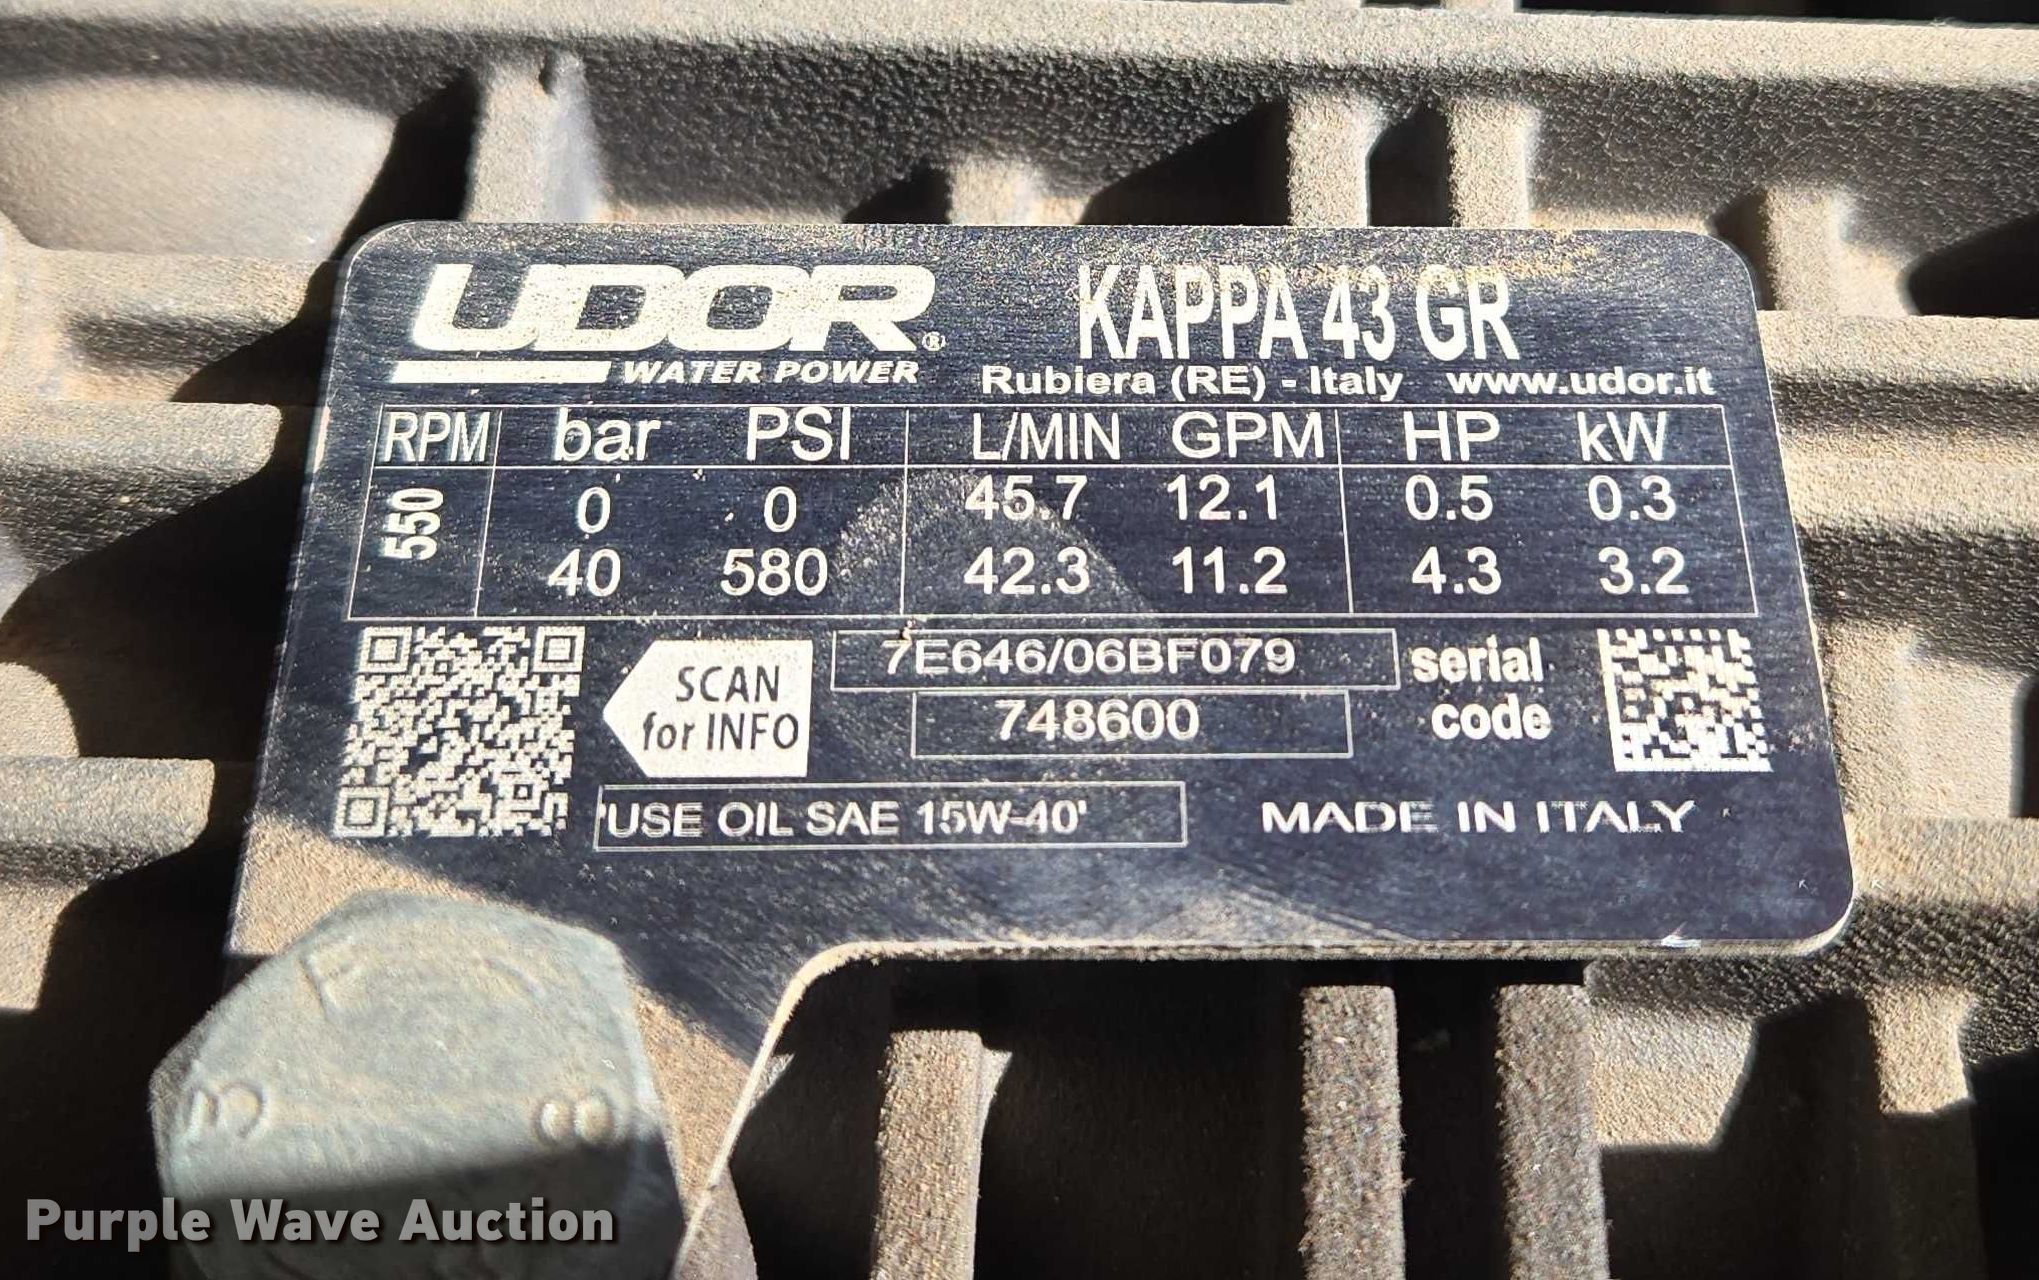 UDOR®
WATER POWER
KAPPA 43 GR
Rubiera (RE) - Italy www.udor.it
RPM bar PSI L/MIN GPM HP kW
550
0 0 45.7 12.1 0.5 0.3
40 580 42.3 11.2 4.3 3.2
SCAN
for INFO
7E646/06BF079 serial
748600 code
'USE OIL SAE 15W-40'
MADE IN ITALY
8
Purple Wave Auction